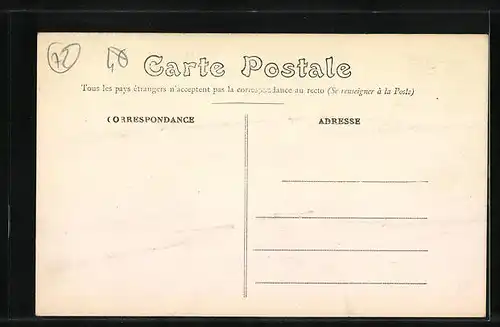 72 40
Carte Postale
Tous les pays étrangers n'acceptent pas la correspondance au recto (Se renseigner à la Poste)
CORRESPONDANCE
ADRESSE